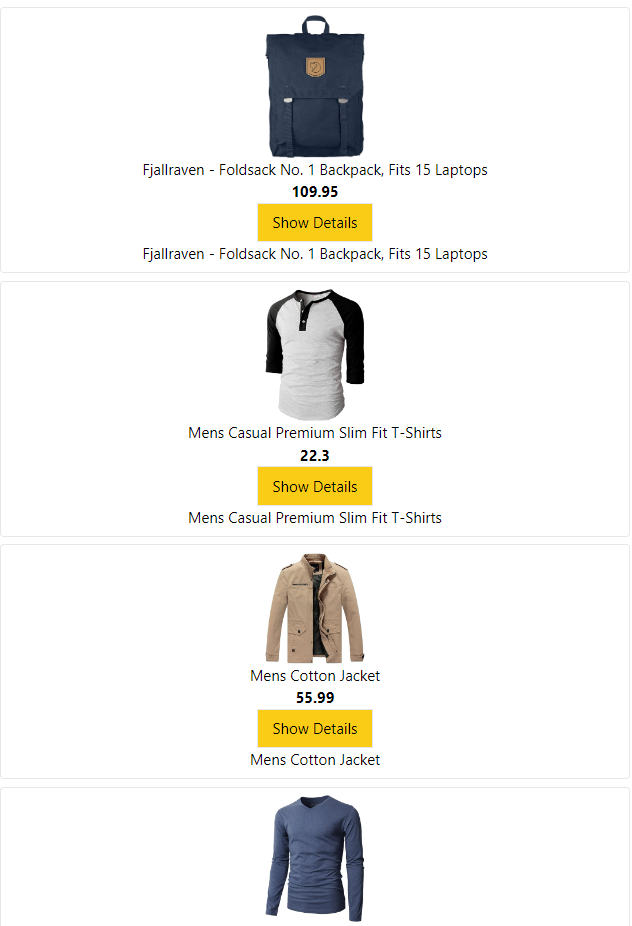 Fjallraven - Foldsack No. 1 Backpack, Fits 15 Laptops
109.95
Show Details
Fjallraven - Foldsack No. 1 Backpack, Fits 15 Laptops
Mens Casual Premium Slim Fit T-Shirts
22.3
Show Details
Mens Casual Premium Slim Fit T-Shirts
Mens Cotton Jacket
55.99
Show Details
Mens Cotton Jacket